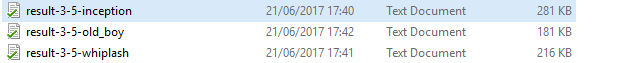 result-3-5-inception 21/06/2017 17:40 Text Document 281 KB
result-3-5-old_boy 21/06/2017 17:42 Text Document 181 KB
result-3-5-whiplash 21/06/2017 17:41 Text Document 216 KB